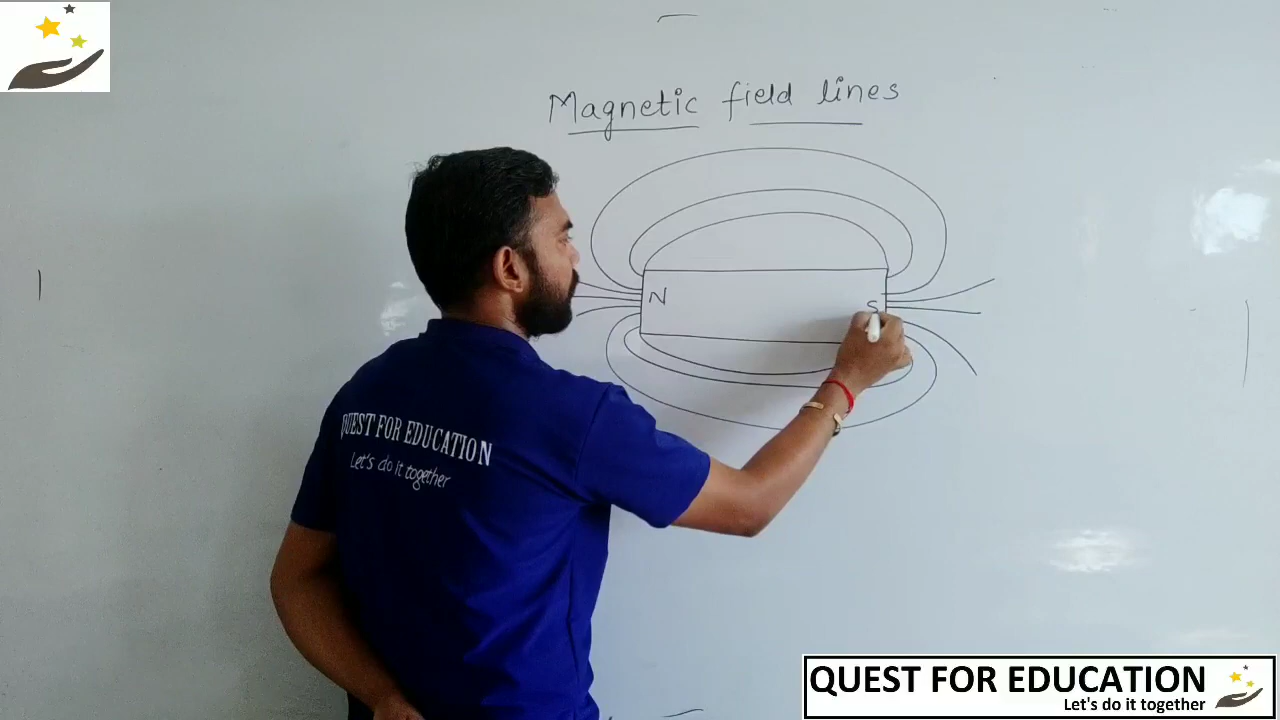 Magnetic field lines
N
S
QUEST FOR EDUCATION
Let's do it together
QUEST FOR EDUCATION
Let's do it together